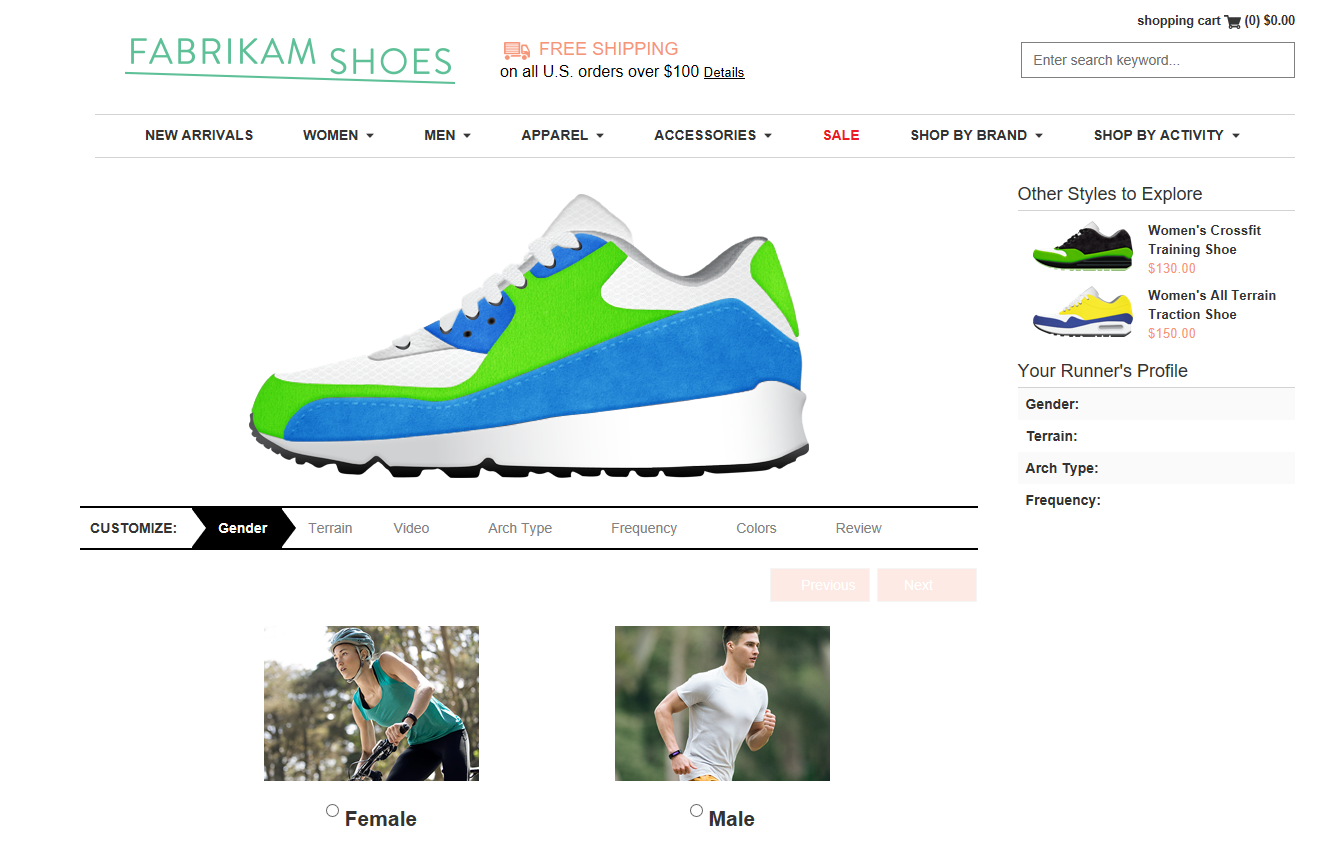 shopping cart (0) $0.00
FABRIKAM SHOES
FREE SHIPPING
on all U.S. orders over $100 Details
Enter search keyword...
NEW ARRIVALS WOMEN MEN APPAREL ACCESSORIES SALE SHOP BY BRAND SHOP BY ACTIVITY
Other Styles to Explore
Women's Crossfit
Training Shoe
$130.00
Women's All Terrain
Traction Shoe
$150.00
Your Runner's Profile
Gender:
Terrain:
Arch Type:
Frequency:
CUSTOMIZE: Gender Terrain Video Arch Type Frequency Colors Review
Previous Next
Female Male